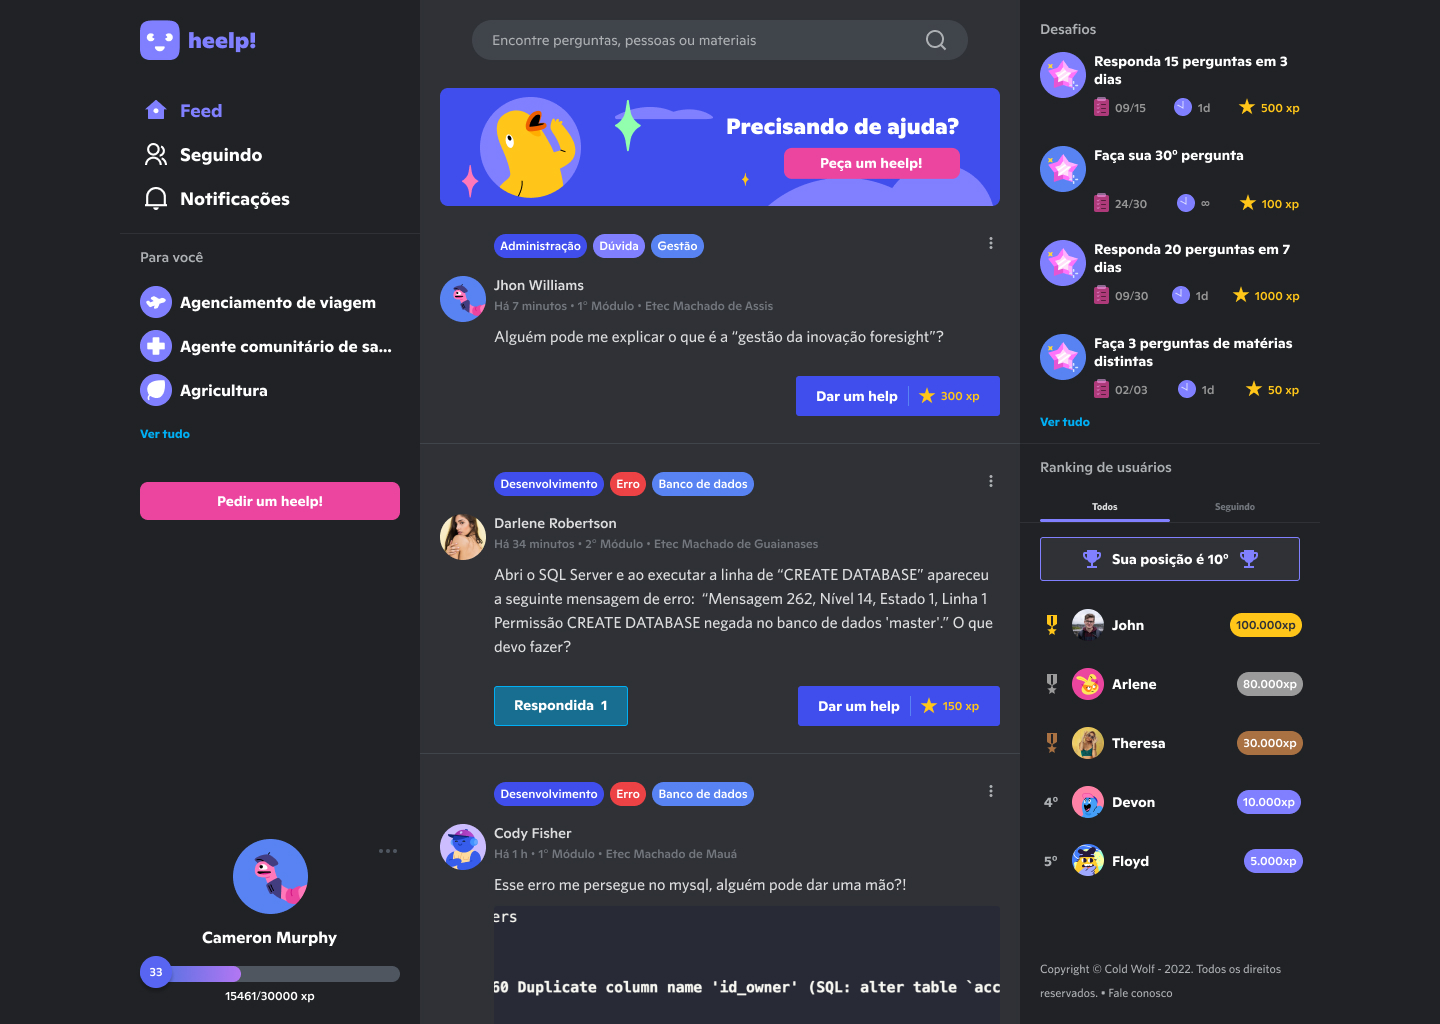 heelp!
Feed
Seguindo
Notificações
Para você
Agenciamento de viagem
Agente comunitário de sa...
Agricultura
Ver tudo
Pedir um heelp!
Cameron Murphy
33
15461/30000 xp
Encontre perguntas, pessoas ou materiais
Precisando de ajuda?
Peça um heelp!
Administração Dúvida Gestão
Jhon Williams
Há 7 minutos • 1º Módulo • Etec Machado de Assis
Alguém pode me explicar o que é a “gestão da inovação foresight”?
Dar um help 300 xp
Desenvolvimento Erro Banco de dados
Darlene Robertson
Há 34 minutos • 2º Módulo • Etec Machado de Guaianases
Abri o SQL Server e ao executar a linha de “CREATE DATABASE” apareceu
a seguinte mensagem de erro: “Mensagem 262, Nível 14, Estado 1, Linha 1
Permissão CREATE DATABASE negada no banco de dados 'master'.” O que
devo fazer?
Respondida 1
Dar um help 150 xp
Desenvolvimento Erro Banco de dados
Cody Fisher
Há 1 h • 1º Módulo • Etec Machado de Mauá
Esse erro me persegue no mysql, alguém pode dar uma mão?!
ers
60 Duplicate column name 'id_owner' (SQL: alter table `acc
Desafios
Responda 15 perguntas em 3
dias
09/15 1d 500 xp
Faça sua 30º pergunta
24/30 ∞ 100 xp
Responda 20 perguntas em 7
dias
09/30 1d 1000 xp
Faça 3 perguntas de matérias
distintas
02/03 1d 50 xp
Ver tudo
Ranking de usuários
Todos Seguindo
Sua posição é 10º
John 100.000xp
Arlene 80.000xp
Theresa 30.000xp
4º Devon 10.000xp
5º Floyd 5.000xp
Copyright © Cold Wolf - 2022. Todos os direitos
reservados. • Fale conosco